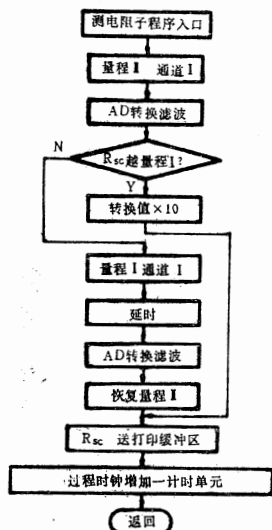 测电阻子程序入口
量程Ⅱ 通道Ⅰ
AD转换滤波
N
Rsc越量程Ⅰ?
Y
转换值×10
量程Ⅰ通道Ⅰ
延时
AD转换滤波
恢复量程Ⅱ
Rsc 送打印缓冲区
过程时钟增加一计时单元
返回